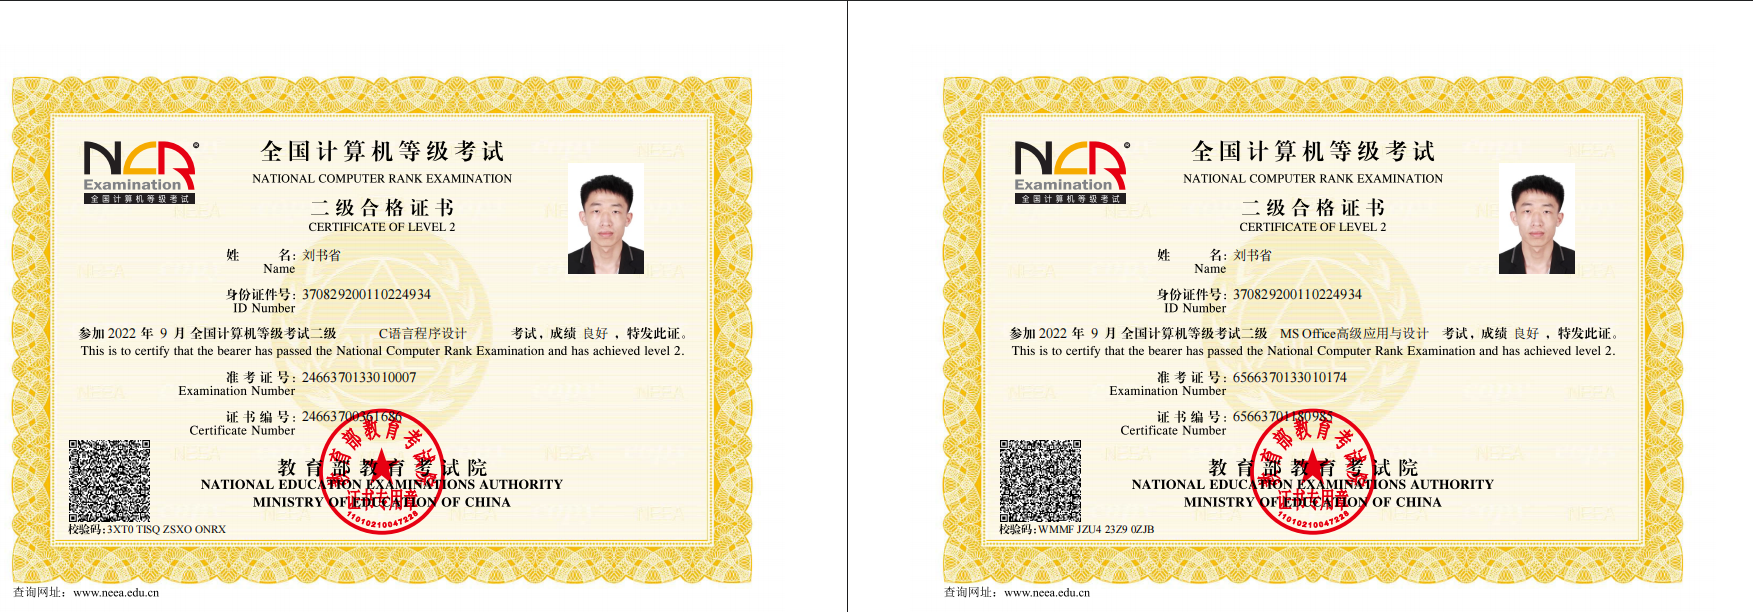 NCR
Examination
全国计算机等级考试
全国计算机等级考试
NATIONAL COMPUTER RANK EXAMINATION
二级合格证书
CERTIFICATE OF LEVEL 2
姓 名: 刘书省
Name
身份证件号: 370829200110224934
ID Number
参加 2022 年 9 月 全国计算机等级考试二级 C语言程序设计 考试, 成绩 良好 , 特发此证。
This is to certify that the bearer has passed the National Computer Rank Examination and has achieved level 2.
准考证号: 2466370133010007
Examination Number
证书编号: 24663700361686
Certificate Number
教育部教育考试院
NATIONAL EDUCATION EXAMINATIONS AUTHORITY
MINISTRY OF EDUCATION OF CHINA
教育部教育考试院
证书专用章
11010210047226
校验码: 3XT0 TISQ ZSXO ONRX
查询网址: www.neea.edu.cn
NCR
Examination
全国计算机等级考试
全国计算机等级考试
NATIONAL COMPUTER RANK EXAMINATION
二级合格证书
CERTIFICATE OF LEVEL 2
姓 名: 刘书省
Name
身份证件号: 370829200110224934
ID Number
参加 2022 年 9 月 全国计算机等级考试二级 MS Office高级应用与设计 考试, 成绩 良好 , 特发此证。
This is to certify that the bearer has passed the National Computer Rank Examination and has achieved level 2.
准考证号: 6566370133010174
Examination Number
证书编号: 65663701180985
Certificate Number
教育部教育考试院
NATIONAL EDUCATION EXAMINATIONS AUTHORITY
MINISTRY OF EDUCATION OF CHINA
教育部教育考试院
证书专用章
11010210047226
校验码: WMMF JZU4 23Z9 0ZJB
查询网址: www.neea.edu.cn